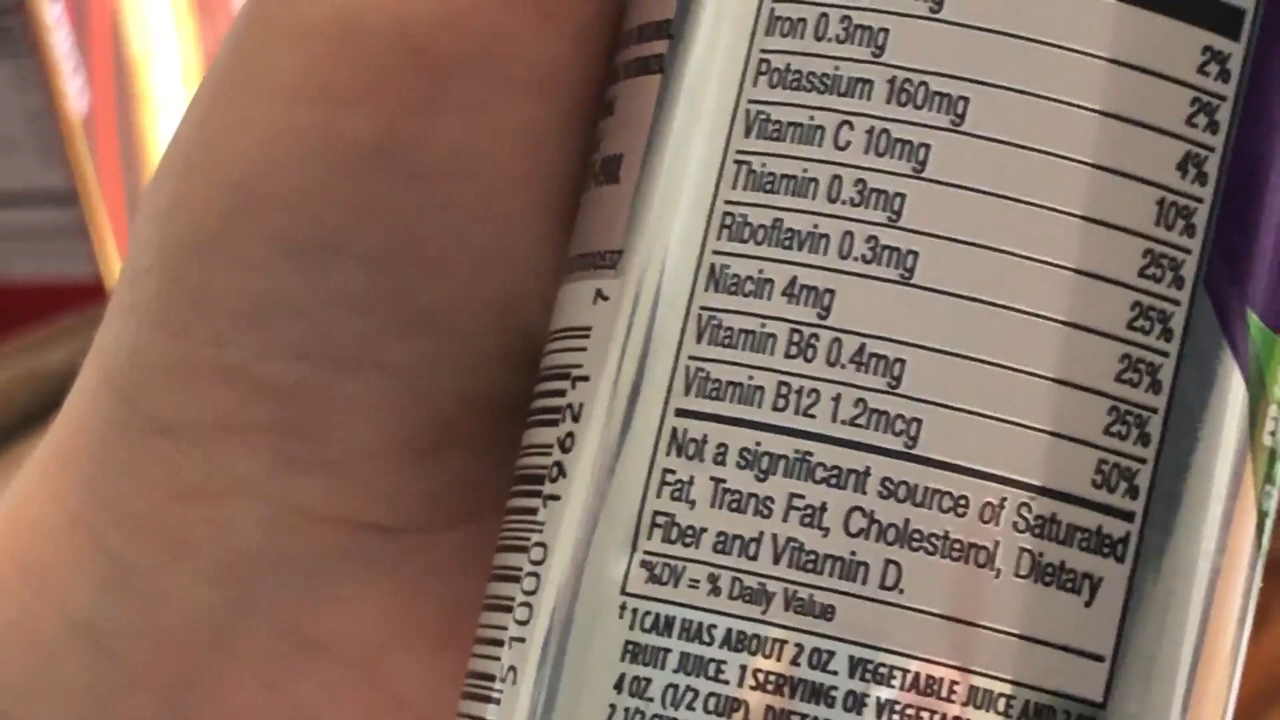 2%
Iron 0.3mg 2%
Potassium 160mg 4%
Vitamin C 10mg 10%
Thiamin 0.3mg 25%
Riboflavin 0.3mg 25%
Niacin 4mg 25%
Vitamin B6 0.4mg 25%
Vitamin B12 1.2mcg 50%
Not a significant source of Saturated
Fat, Trans Fat, Cholesterol, Dietary
Fiber and Vitamin D.
*%DV = % Daily Value
†1 CAN HAS ABOUT 2 OZ. VEGETABLE JUICE AND
FRUIT JUICE. 1 SERVING OF
4 OZ. (1/2 CUP).
51000 19621 7